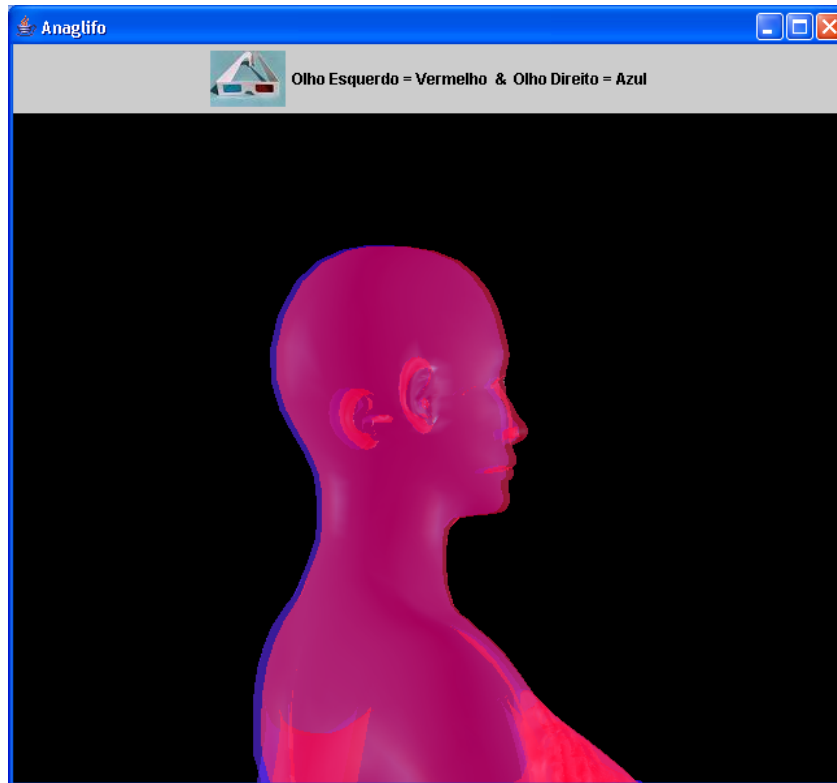 Anaglifo
Olho Esquerdo = Vermelho & Olho Direito = Azul